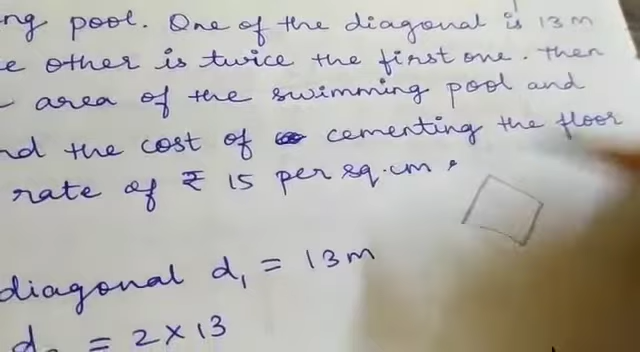 ng pool. One of the diagonal is 13 m
e other is twice the first one. Then
area of the swimming pool and
nd the cost of cementing the floor
rate of ₹ 15 per sq.cm.
diagonal d₁ = 13m
= 2 × 13